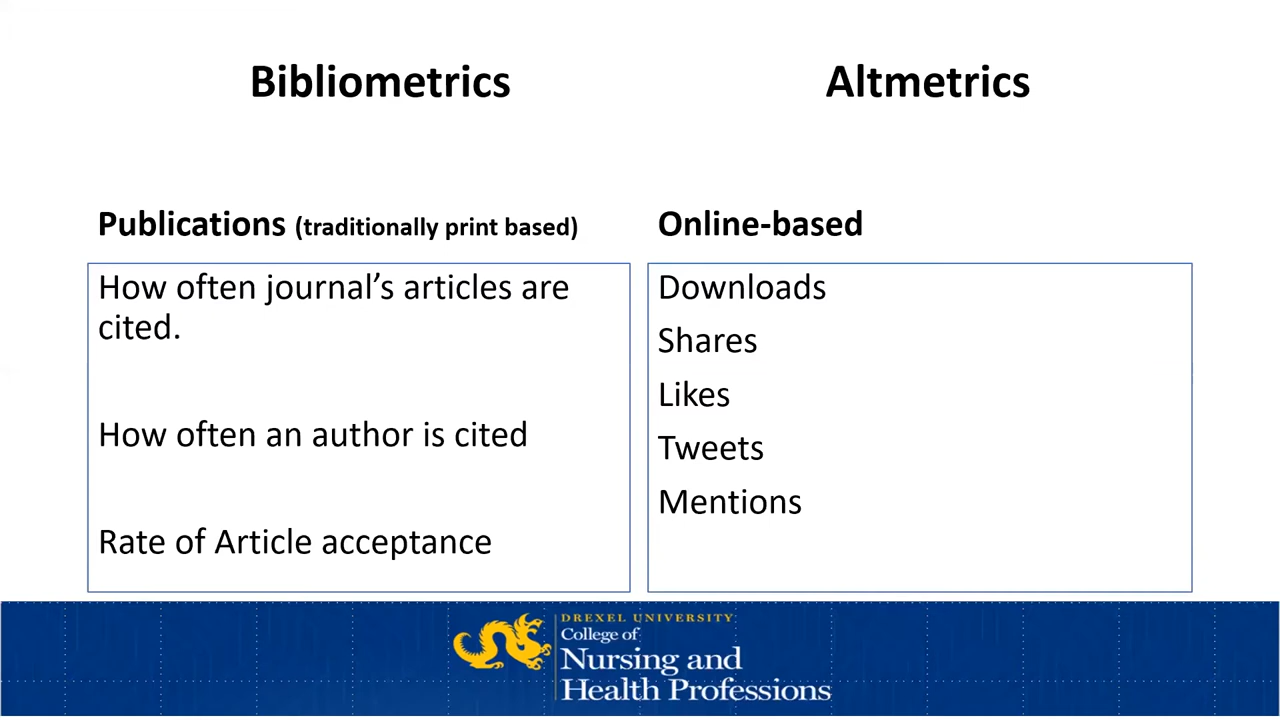 Bibliometrics
Altmetrics
Publications (traditionally print based)
How often journal’s articles are
cited.
How often an author is cited
Rate of Article acceptance
Online-based
Downloads
Shares
Likes
Tweets
Mentions
DREXEL UNIVERSITY
College of
Nursing and
Health Professions